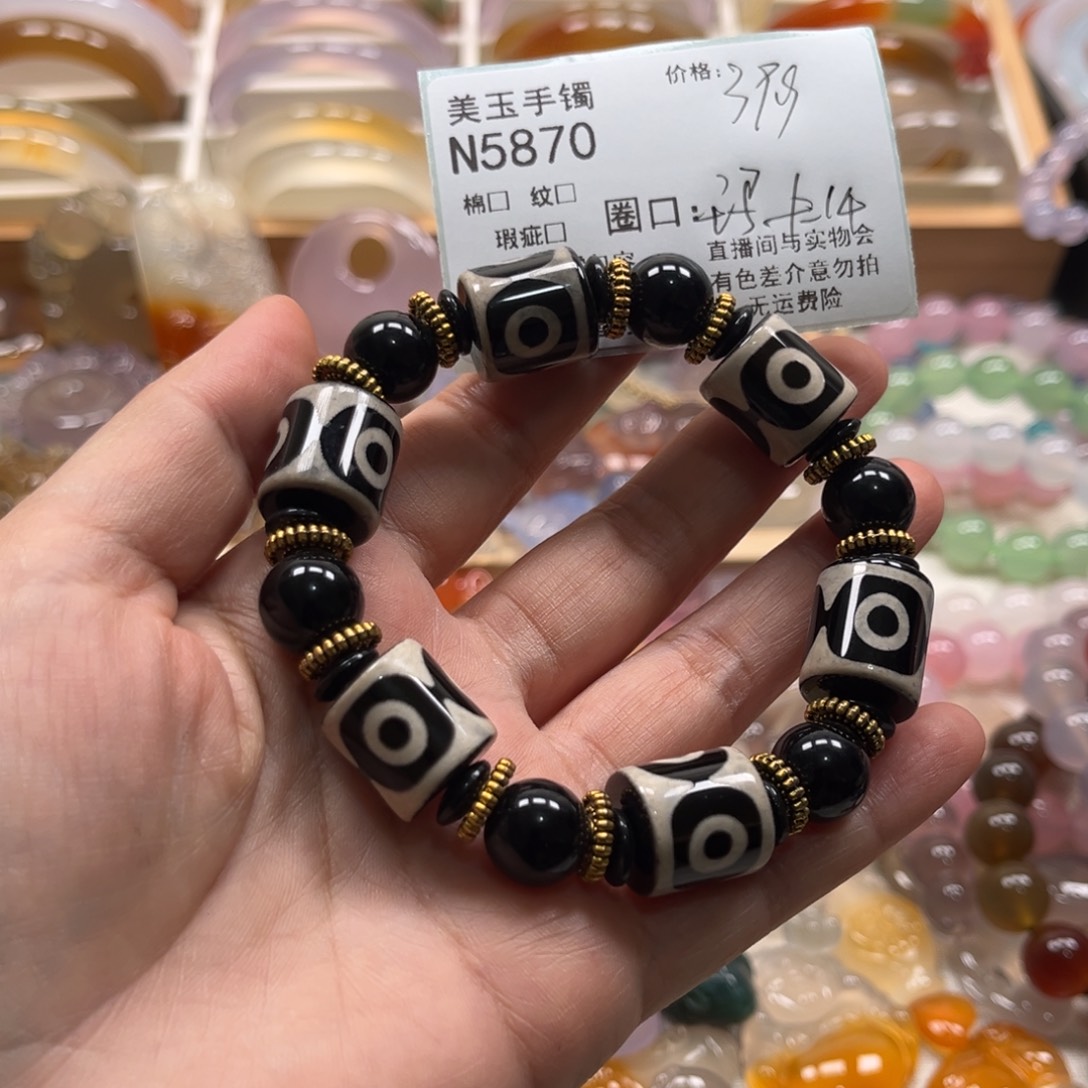 美玉手镯
价格：398
N5870
棉□ 纹□
圈口：
瑕疵□
直播间与实物会
有色差介意勿拍
无运费险